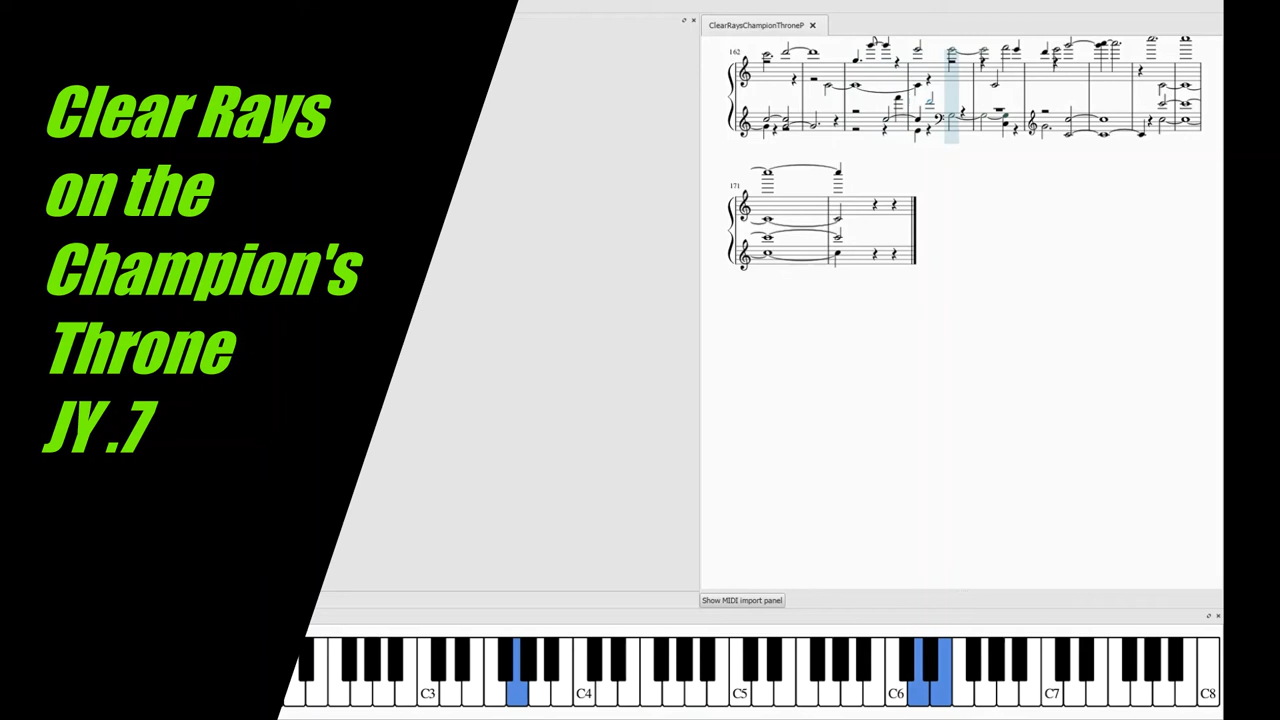 Clear Rays
on the
Champion's
Throne
JY .7
ClearRaysChampionThroneP
162
171
Show MIDI import panel
C3
C4
C5
C6
C7
C8